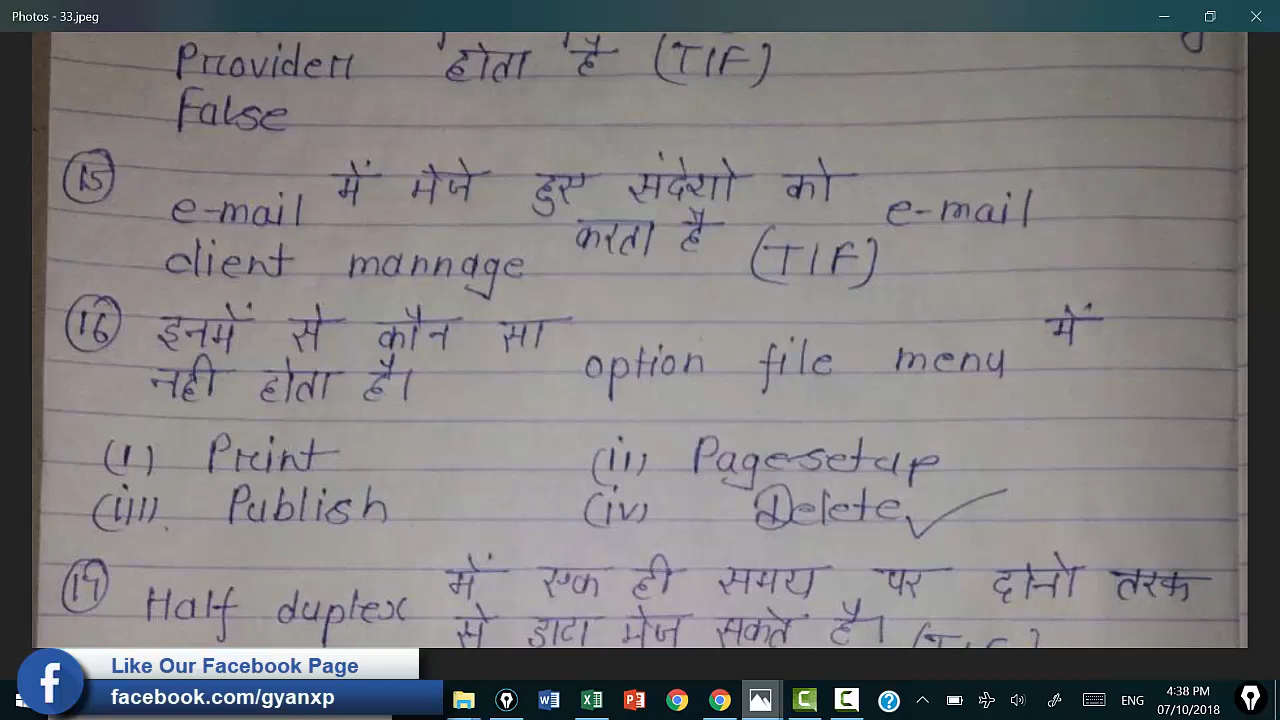 Photos - 33.jpeg
Provider होता है (T/F)
False
(15) e-mail में भेजे हुए संदेशो को e-mail
client mannage करता है (T/F)
(16) इनमें से कौन सा option file menu में
नही होता है।
(i) Print (ii) Pagesetup
(iii) Publish (iv) Delete ✓
Half duplex में एक ही समय पर दोनो तरफ
से डाटा भेज सकते है। (T/F)
Like Our Facebook Page
facebook.com/gyanxp
ENG
4:38 PM
07/10/2018